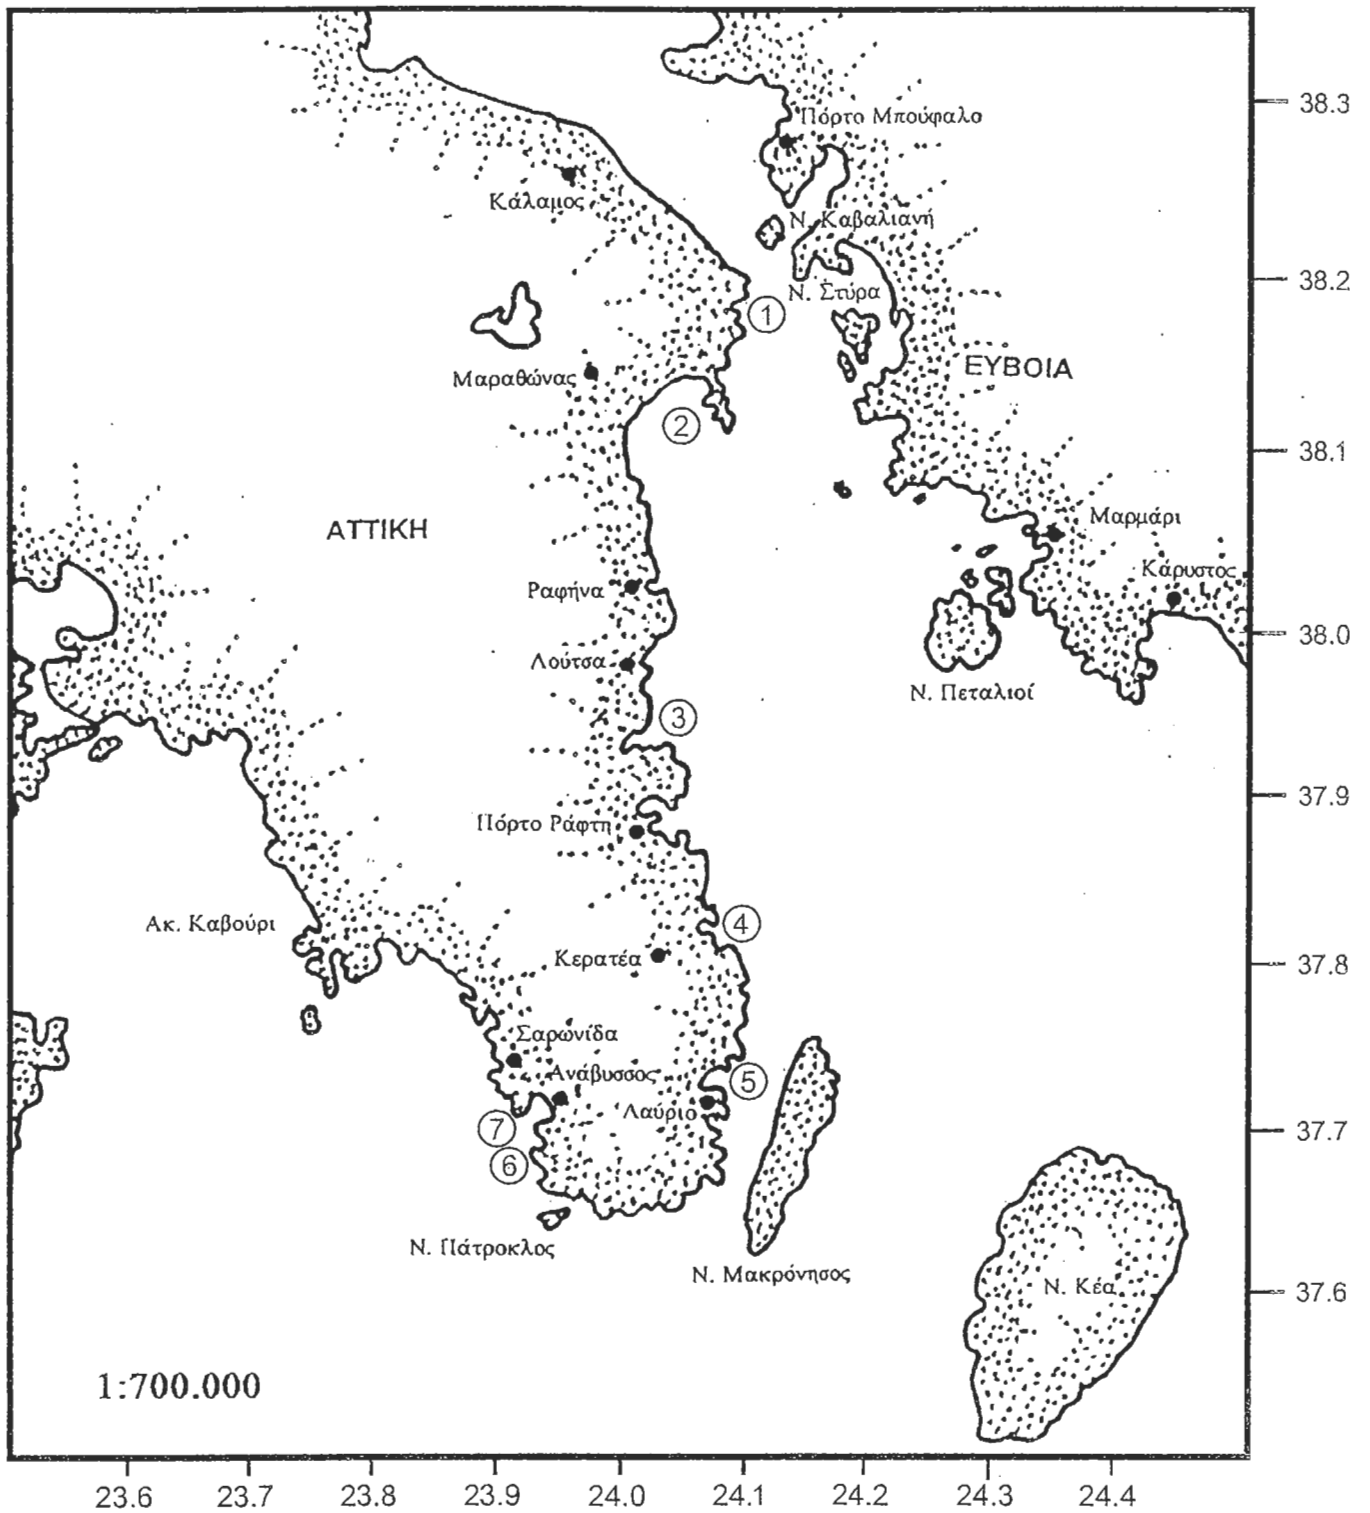 38.3
Πόρτο Μπούφαλο
Κάλαμος
Ν. Καβαλιανή
38.2
Ν. Στύρα
1
ΕΥΒΟΙΑ
Μαραθώνας
2
38.1
ΑΤΤΙΚΗ
Μαρμάρι
Κάρυστος
Ραφήνα
38.0
Λούτσα
Ν. Πεταλιοί
3
37.9
Πόρτο Ράφτη
Ακ. Καβούρι
4
Κερατέα
37.8
Σαρωνίδα
Ανάβυσσος
5
Λαύριο
7
37.7
6
Ν. Πάτροκλος
Ν. Μακρόνησος
Ν. Κέα
37.6
1:700.000
23.6 23.7 23.8 23.9 24.0 24.1 24.2 24.3 24.4